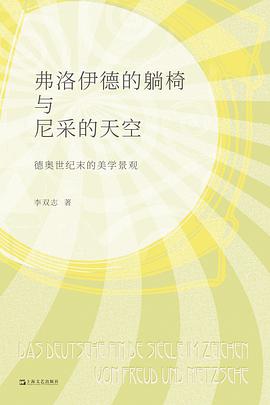 弗洛伊德的躺椅
与
尼采的天空
德奥世纪末的美学景观
李双志 著
DAS DEUTSCHE FIN DE SIECLE IM ZEICHEN
VON FREUD UND NIETZSCHE
上海文艺出版社